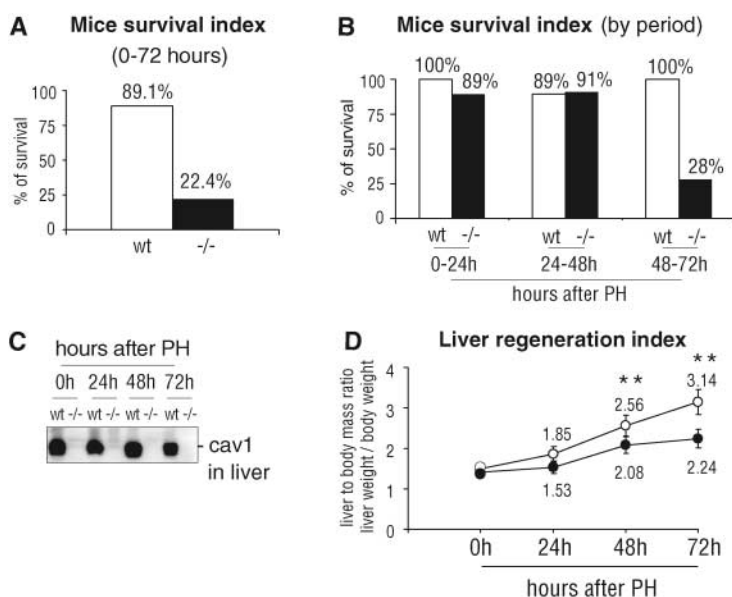 A
Mice survival index
(0-72 hours)
% of survival
100
75
50
25
0
89.1%
22.4%
wt -/-
B
Mice survival index (by period)
% of survival
100
75
50
25
0
100%
89%
89%
91%
100%
28%
wt -/- wt -/- wt -/-
0-24h 24-48h 48-72h
hours after PH
C
hours after PH
0h 24h 48h 72h
wt -/- wt -/- wt -/- wt -/-
- cav1
in liver
D
Liver regeneration index
liver to body mass ratio
liver weight / body weight
4
3
2
1
0
1.85
**
2.56
**
3.14
1.53
2.08
2.24
0h 24h 48h 72h
hours after PH